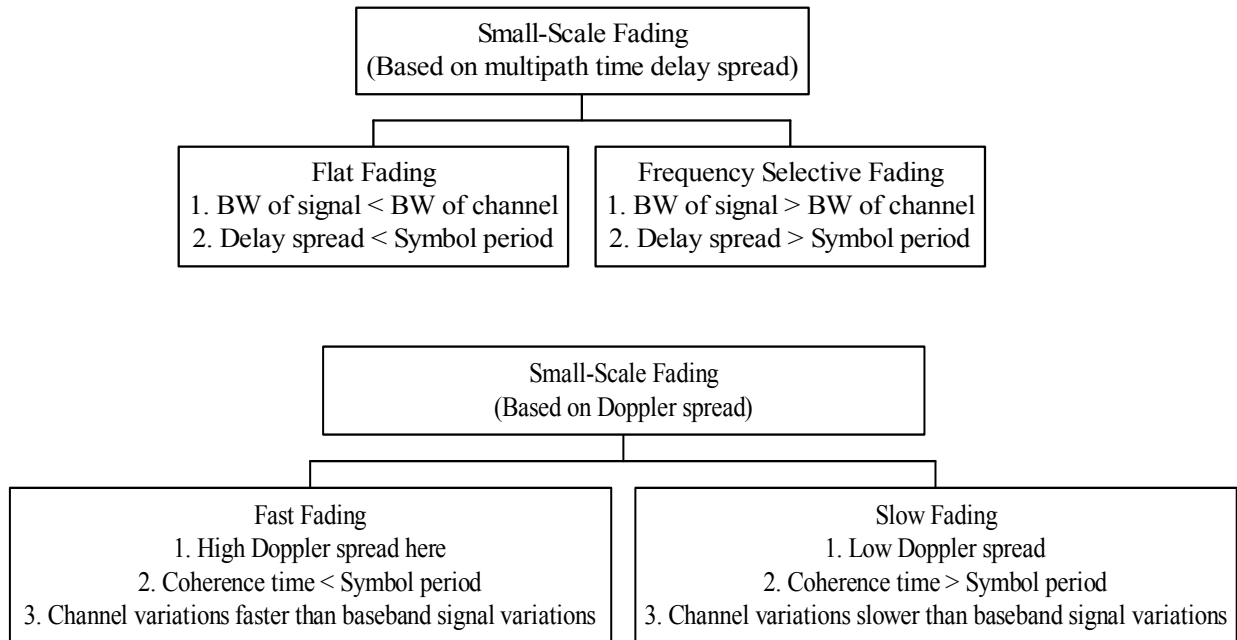 Small-Scale Fading
(Based on multipath time delay spread)
Flat Fading
1. BW of signal < BW of channel
2. Delay spread < Symbol period
Frequency Selective Fading
1. BW of signal > BW of channel
2. Delay spread > Symbol period
Small-Scale Fading
(Based on Doppler spread)
Fast Fading
1. High Doppler spread here
2. Coherence time < Symbol period
3. Channel variations faster than baseband signal variations
Slow Fading
1. Low Doppler spread
2. Coherence time > Symbol period
3. Channel variations slower than baseband signal variations